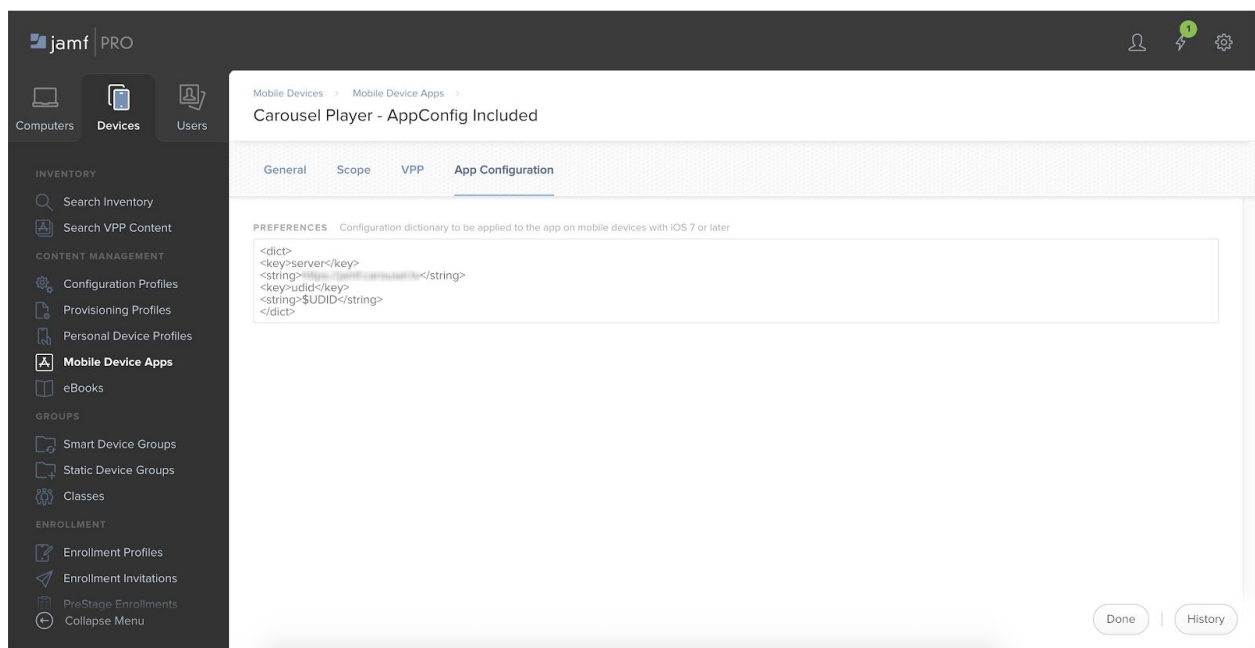 jamf PRO
1
Computers
Devices
Users
INVENTORY
Search Inventory
Search VPP Content
CONTENT MANAGEMENT
Configuration Profiles
Provisioning Profiles
Personal Device Profiles
Mobile Device Apps
eBooks
GROUPS
Smart Device Groups
Static Device Groups
Classes
ENROLLMENT
Enrollment Profiles
Enrollment Invitations
PreStage Enrollments
Collapse Menu
Mobile Devices > Mobile Device Apps >
Carousel Player - AppConfig Included
General Scope VPP App Configuration
PREFERENCES Configuration dictionary to be applied to the app on mobile devices with iOS 7 or later
<dict>
<key>server</key>
<string></string>
<key>udid</key>
<string>$UDID</string>
</dict>
Done | History